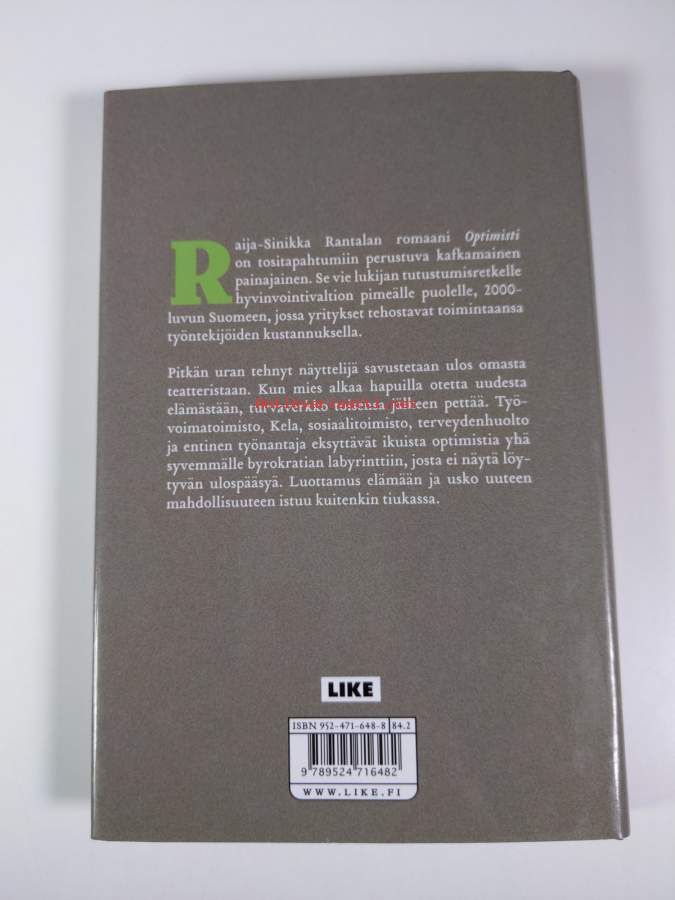 Raija-Sinikka Rantalan romaani Optimisti
on tositapahtumiin perustuva kafkamainen
painajainen. Se vie lukijan tutustumisretkelle
hyvinvointivaltion pimeälle puolelle, 2000-
luvun Suomeen, jossa yritykset tehostavat toimintaansa
työntekijöiden kustannuksella.
Pitkän uran tehnyt näyttelijä savustetaan ulos omasta
teatteristaan. Kun mies alkaa hapuilla otetta uudesta
elämästään, turvaverkko toisensa jälkeen pettää. Työ-
voimatoimisto, Kela, sosiaalitoimisto, terveydenhuolto
ja entinen työnantaja eksyttävät ikuista optimistia yhä
syvemmälle byrokratian labyrinttiin, josta ei näytä löy-
tyvän ulospääsyä. Luottamus elämään ja usko uuteen
mahdollisuuteen istuu kuitenkin tiukassa.
LIKE
ISBN 952-471-648-8 84.2
9 789524 716482
WWW.LIKE.FI